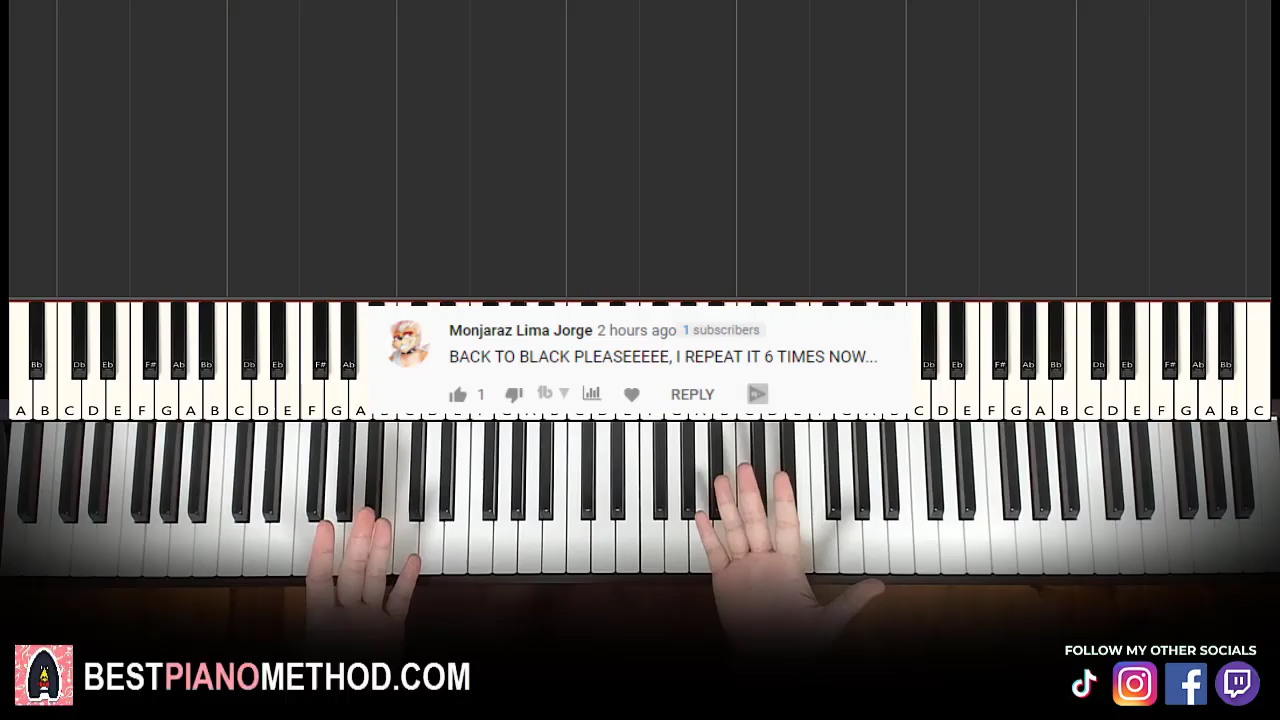 Monjaraz Lima Jorge 2 hours ago 1 subscribers
BACK TO BLACK PLEASEEEEE, I REPEAT IT 6 TIMES NOW...
1 REPLY
Bb Db Eb F# Ab Bb Db Eb F# Ab Db Eb F# Ab Bb Db Eb F# Ab Bb
A B C D E F G A B C D E F G A C D E F G A B C D E F G A B C
BESTPIANOMETHOD.COM
FOLLOW MY OTHER SOCIALS